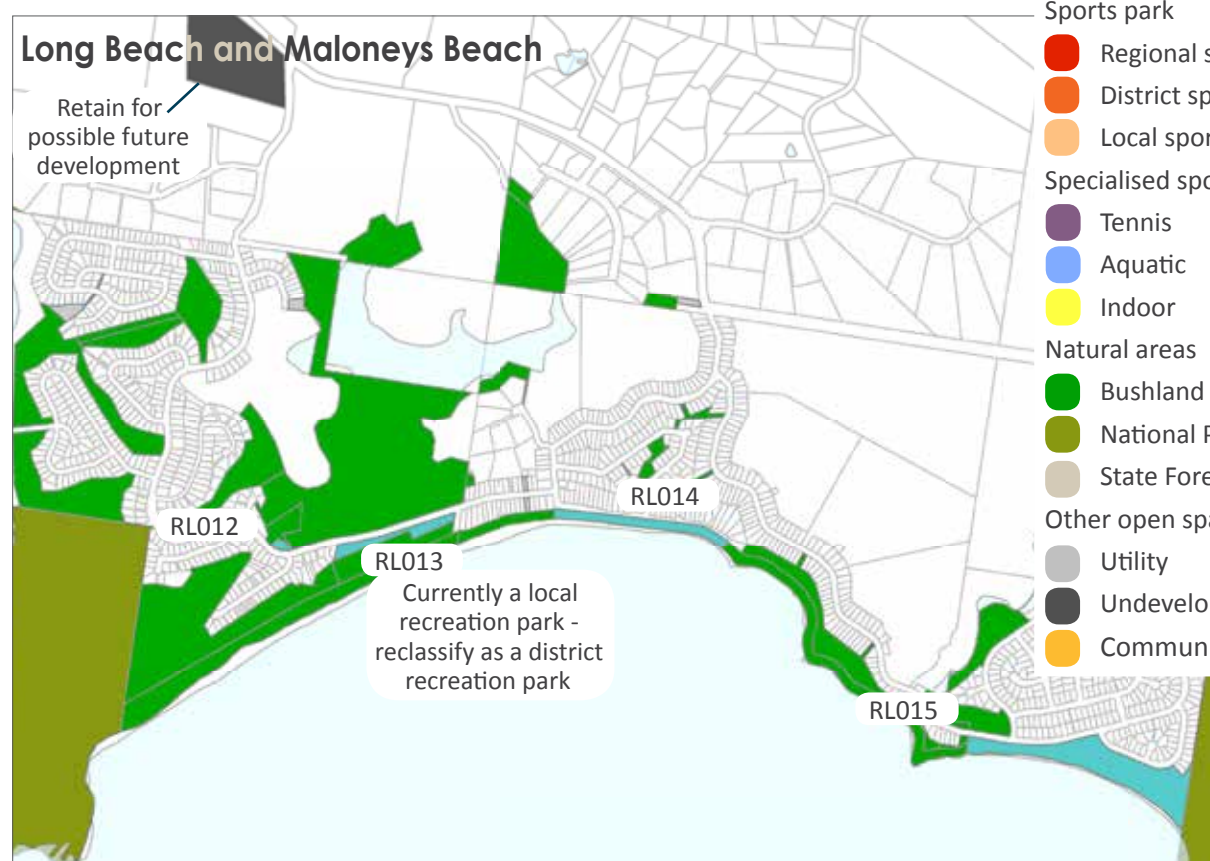 Long Beach and Maloneys Beach
Retain for
possible future
development
RL012
RL013
Currently a local
recreation park -
reclassify as a district
recreation park
RL014
RL015
Sports park
Regional s
District sp
Local spor
Specialised spo
Tennis
Aquatic
Indoor
Natural areas
Bushland
National P
State Fore
Other open spa
Utility
Undevelo
Commun